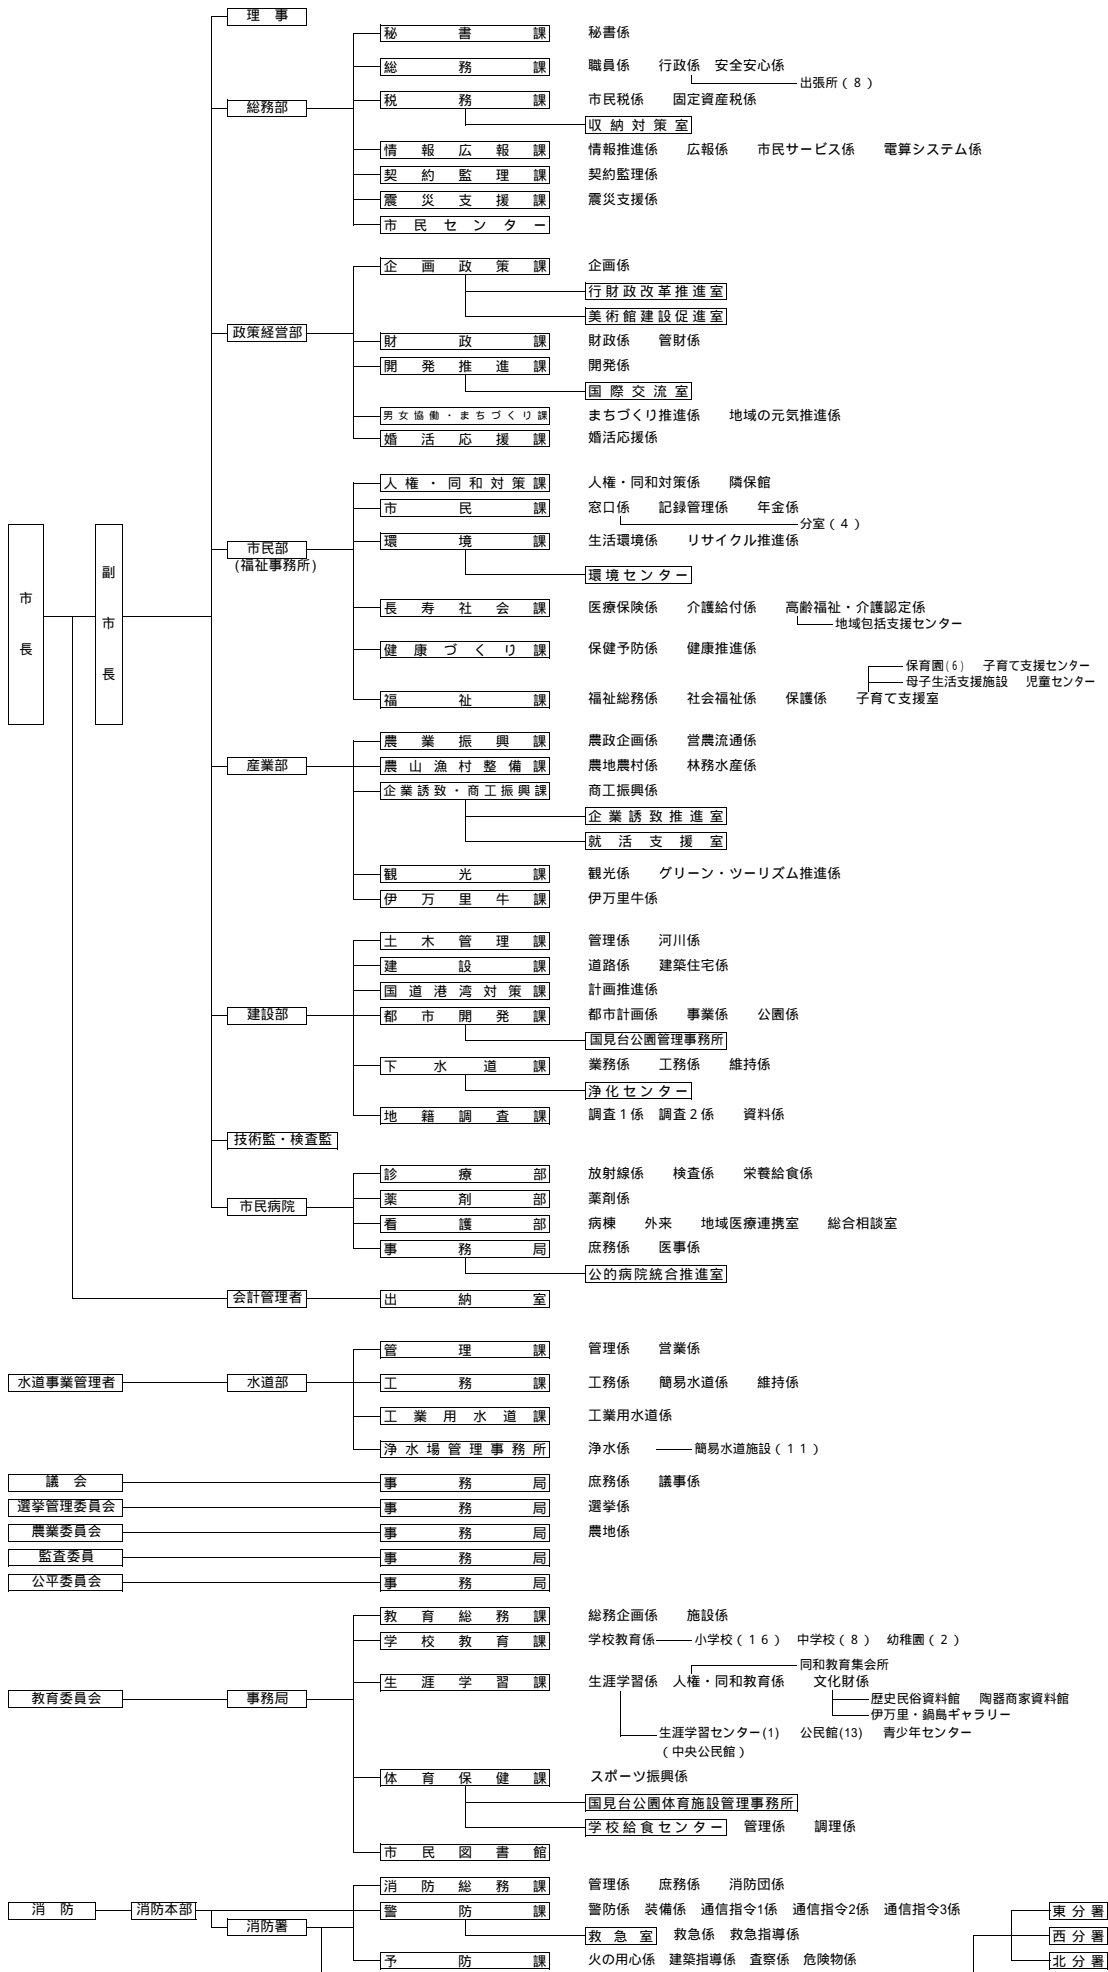 理　事
秘書課　秘書係
総務課　職員係　行政係　安全安心係
出張所（８）
総務部
税務課　市民税係　固定資産税係
収納対策室
情報広報課　情報推進係　広報係　市民サービス係　電算システム係
契約監理課　契約監理係
震災支援課　震災支援係
市民センター
企画政策課　企画係
行財政改革推進室
美術館建設促進室
政策経営部
財政課　財政係　管財係
開発推進課　開発係
国際交流室
男女協働・まちづくり課　まちづくり推進係　地域の元気推進係
婚活応援課　婚活応援係
人権・同和対策課　人権・同和対策係　隣保館
市民課　窓口係　記録管理係　年金係
分室（４）
市長
副市長
市民部
(福祉事務所)
環境課　生活環境係　リサイクル推進係
環境センター
長寿社会課　医療保険係　介護給付係　高齢福祉・介護認定係
地域包括支援センター
健康づくり課　保健予防係　健康推進係
保育園(6)　子育て支援センター
母子生活支援施設　児童センター
福祉課　福祉総務係　社会福祉係　保護係　子育て支援室
農業振興課　農政企画係　営農流通係
産業部
農山漁村整備課　農地農村係　林務水産係
企業誘致・商工振興課　商工振興係
企業誘致推進室
就活支援室
観光課　観光係　グリーン・ツーリズム推進係
伊万里牛課　伊万里牛係
土木管理課　管理係　河川係
建設課　道路係　建築住宅係
国道港湾対策課　計画推進係
建設部
都市開発課　都市計画係　事業係　公園係
国見台公園管理事務所
下水道課　業務係　工務係　維持係
浄化センター
地籍調査課　調査１係　調査２係　資料係
技術監・検査監
診療部　放射線係　検査係　栄養給食係
市民病院
薬剤部　薬剤係
看護部　病棟　外来　地域医療連携室　総合相談室
事務局　庶務係　医事係
公的病院統合推進室
会計管理者　出納室
管理課　管理係　営業係
水道事業管理者　水道部　工務課　工務係　簡易水道係　維持係
工業用水道課　工業用水道係
浄水場管理事務所　浄水係　簡易水道施設（１１）
議　会　事務局　庶務係　議事係
選挙管理委員会　事務局　選挙係
農業委員会　事務局　農地係
監査委員　事務局
公平委員会　事務局
教育総務課　総務企画係　施設係
学校教育課　学校教育係　小学校（１６）　中学校（８）　幼稚園（２）
同和教育集会所
教育委員会　事務局　生涯学習課　生涯学習係　人権・同和教育係　文化財係
歴史民俗資料館　陶器商家資料館
伊万里・鍋島ギャラリー
生涯学習センター(1)　公民館(13)　青少年センター
（中央公民館）
体育保健課　スポーツ振興係
国見台公園体育施設管理事務所
学校給食センター　管理係　調理係
市民図書館
消防総務課　管理係　庶務係　消防団係
消　防　消防本部　警防課　警防係　装備係　通信指令1係　通信指令2係　通信指令3係　東分署
消防署
救急室　救急係　救急指導係　西分署
予防課　火の用心係　建築指導係　査察係　危険物係　北分署